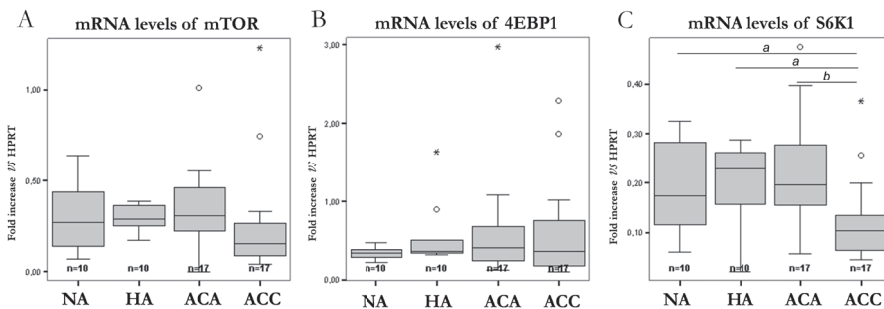 A
mRNA levels of mTOR
Fold increase vs HPRT
1,00
0,50
0,00
n=10 n=10 n=17 n=17
NA HA ACA ACC
B
mRNA levels of 4EBP1
Fold increase vs HPRT
3,00
2,00
1,00
0,00
n=10 n=10 n=17 n=17
NA HA ACA ACC
C
mRNA levels of S6K1
Fold increase vs HPRT
0,40
0,30
0,20
0,10
a
a
b
n=10 n=10 n=17 n=17
NA HA ACA ACC